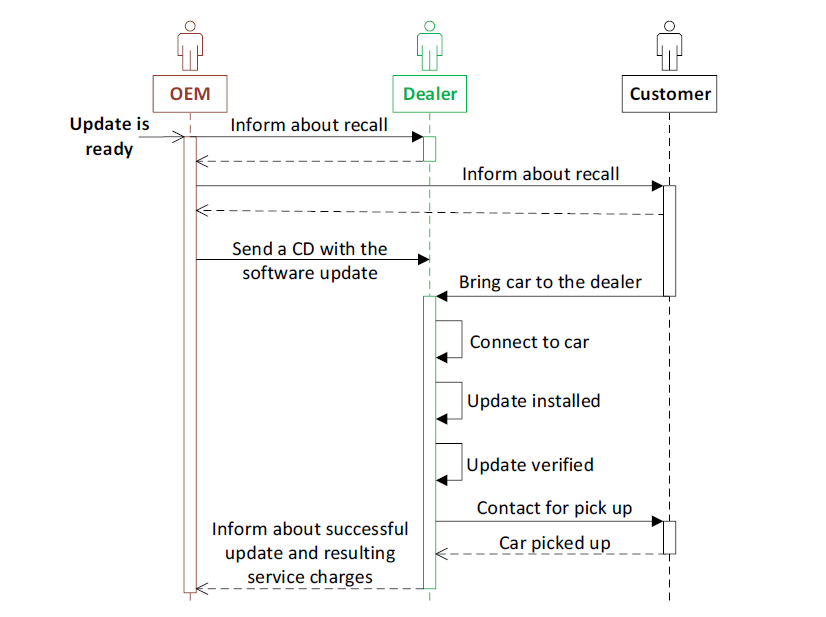 OEM
Dealer
Customer
Update is
ready
Inform about recall
Inform about recall
Send a CD with the
software update
Bring car to the dealer
Connect to car
Update installed
Update verified
Contact for pick up
Car picked up
Inform about successful
update and resulting
service charges